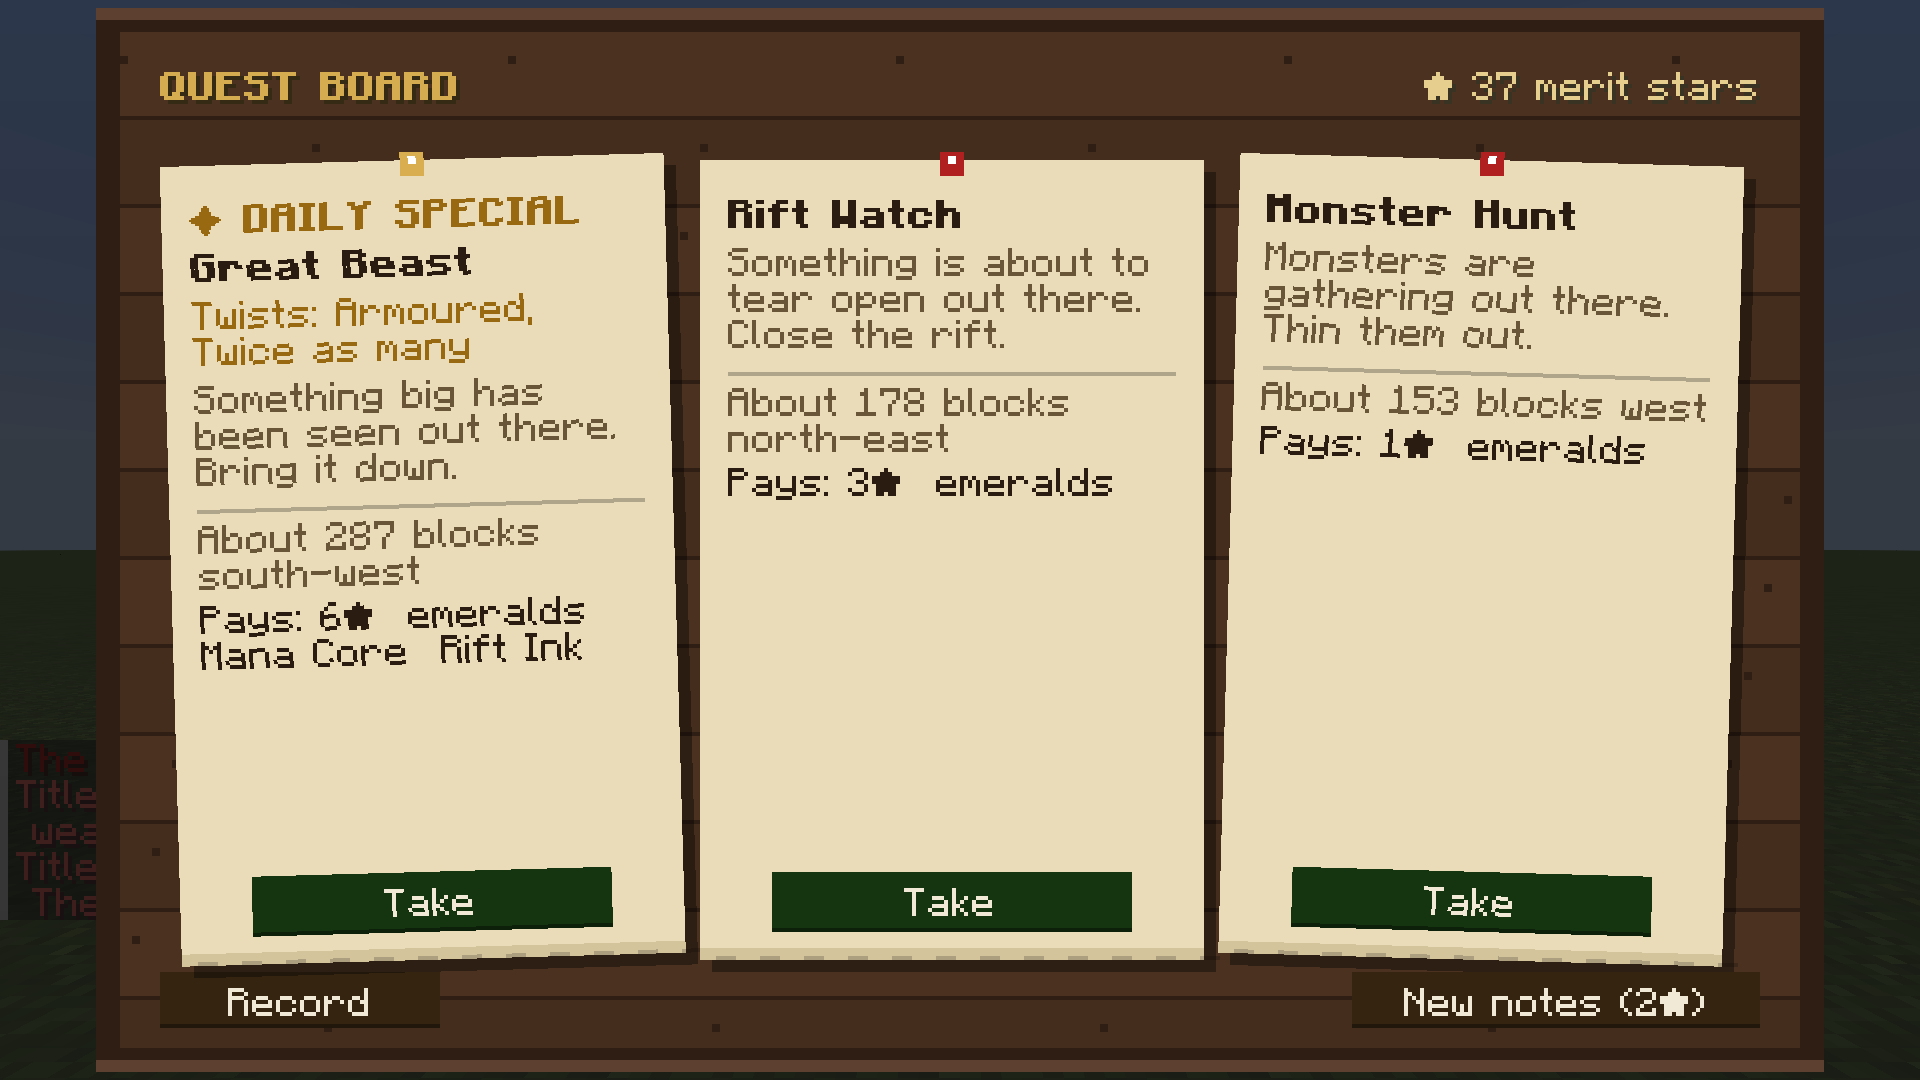 QUEST BOARD
★ 37 merit stars
✦ DAILY SPECIAL
Great Beast
Twists: Armoured,
Twice as many
Something big has
been seen out there.
Bring it down.
About 287 blocks
south-west
Pays: 6★ emeralds
Mana Core Rift Ink
Take
Rift Watch
Something is about to
tear open out there.
Close the rift.
About 178 blocks
north-east
Pays: 3★ emeralds
Take
Monster Hunt
Monsters are
gathering out there.
Thin them out.
About 153 blocks west
Pays: 1★ emeralds
Take
The
Title
Title
The
Record
New notes (2★)